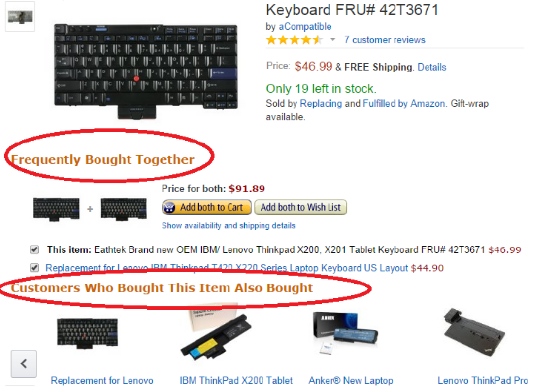 Keyboard FRU# 42T3671
by aCompatible
7 customer reviews
Price: $46.99 & FREE Shipping. Details
Only 19 left in stock.
Sold by Replacing and Fulfilled by Amazon. Gift-wrap
available.
Frequently Bought Together
Price for both: $91.89
+
Add both to Cart Add both to Wish List
Show availability and shipping details
This item: Eathtek Brand new OEM IBM/ Lenovo Thinkpad X200, X201 Tablet Keyboard FRU# 42T3671 $46.99
Replacement for Lenovo IBM Thinkpad T420 X220 Series Laptop Keyboard US Layout $44.90
Customers Who Bought This Item Also Bought
Replacement for Lenovo IBM ThinkPad X200 Tablet Anker® New Laptop Lenovo ThinkPad Pro